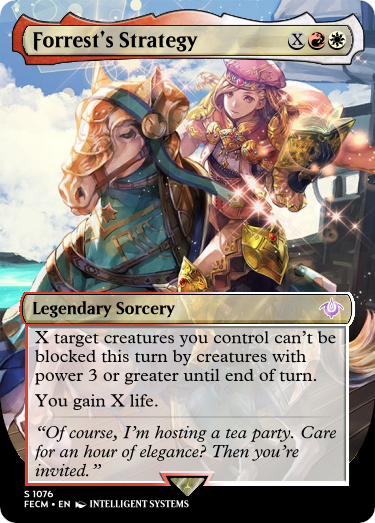 Forrest's Strategy X
Legendary Sorcery
X target creatures you control can't be
blocked this turn by creatures with
power 3 or greater until end of turn.
You gain X life.
“Of course, I'm hosting a tea party. Care
for an hour of elegance? Then you're
invited.”
S 1076
FECM • EN INTELLIGENT SYSTEMS